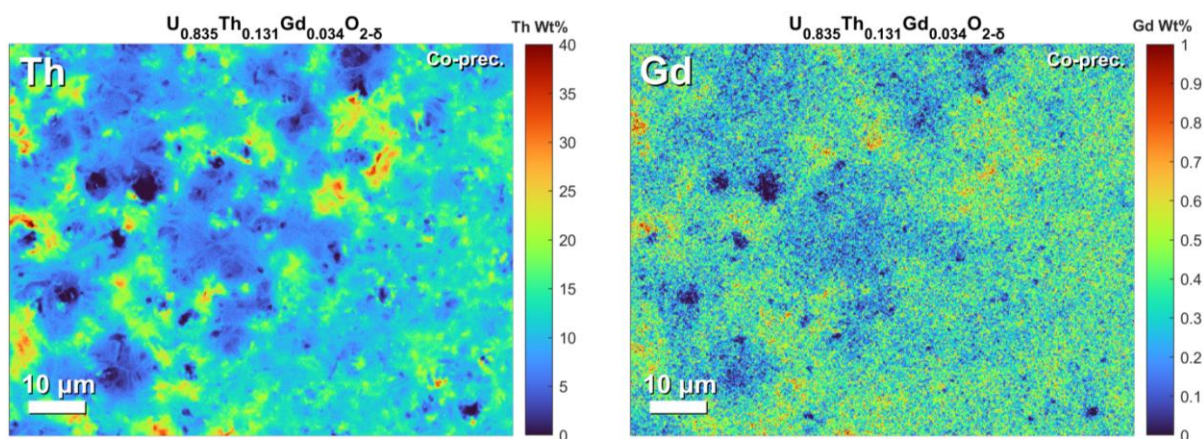 U0.835Th0.131Gd0.034O2-δ
Th Wt%
Th
Co-prec.
10 μm
40
35
30
25
20
15
10
5
0
U0.835Th0.131Gd0.034O2-δ
Gd Wt%
Gd
Co-prec.
10 μm
1
0.9
0.8
0.7
0.6
0.5
0.4
0.3
0.2
0.1
0